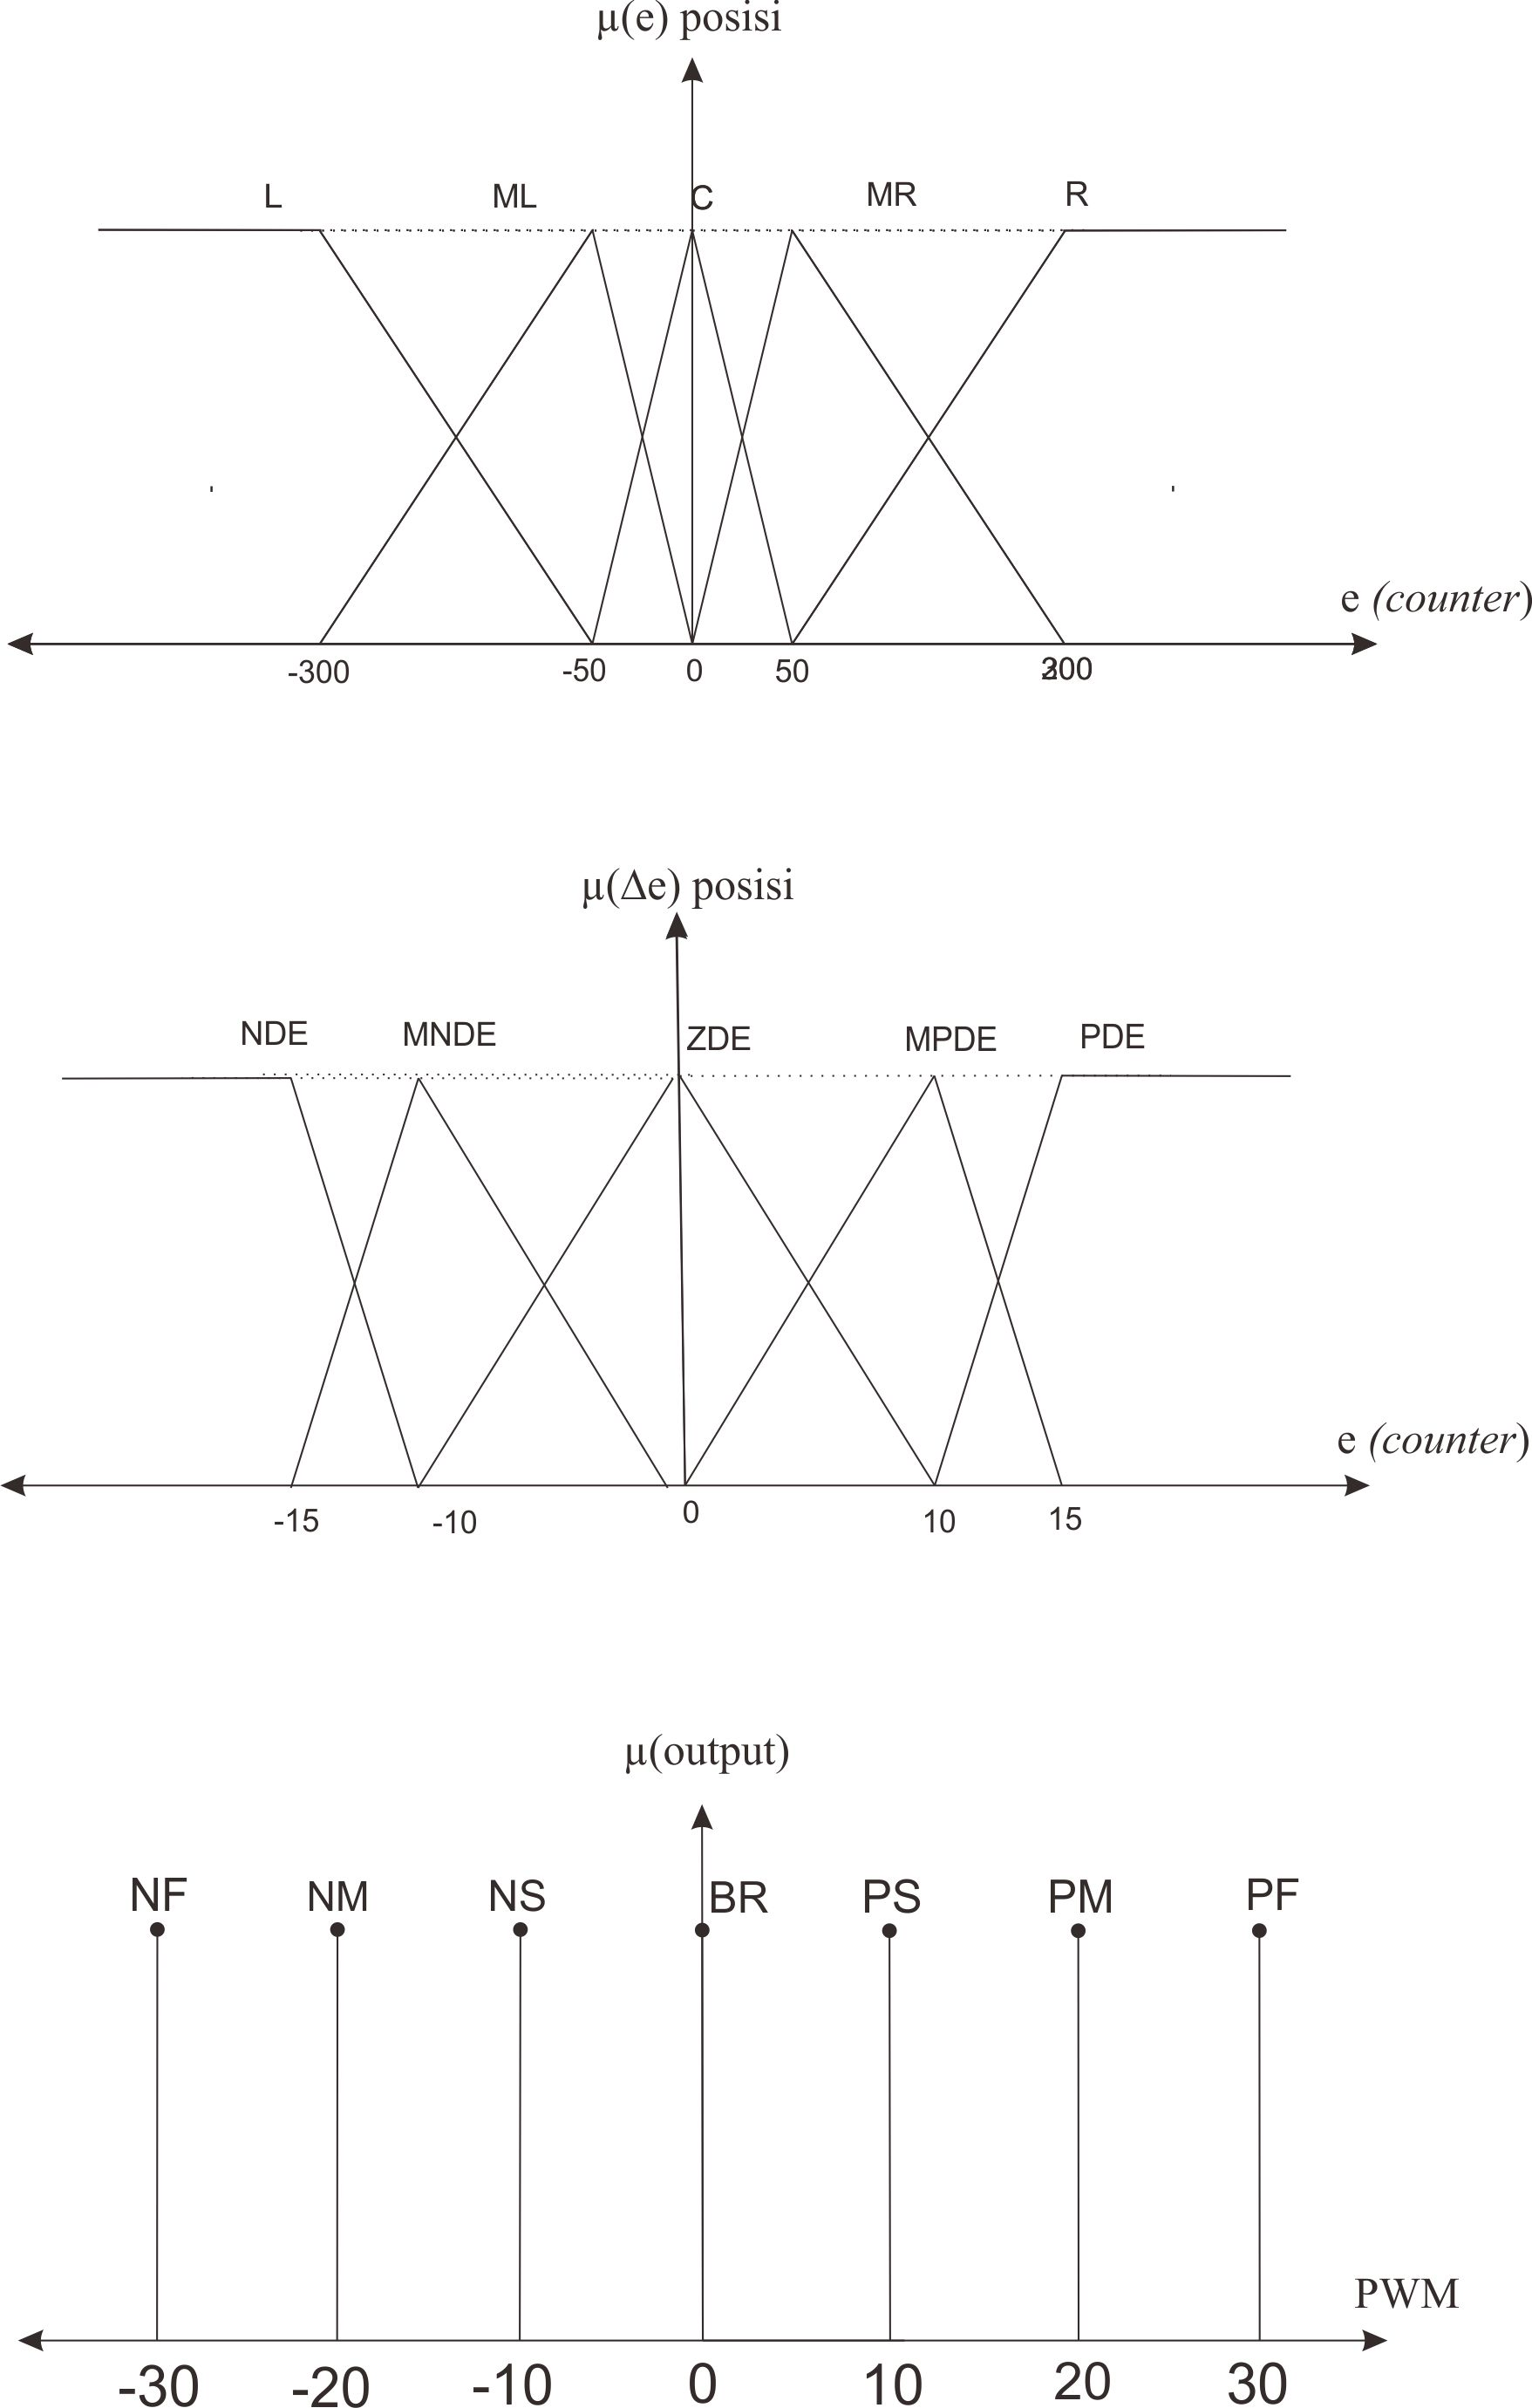 μ(e) posisi
L ML C MR R
e (counter)
-300 -50 0 50
μ(Δe) posisi
NDE MNDE ZDE MPDE PDE
e (counter)
-15 -10 0 10 15
μ(output)
NF NM NS BR PS PM PF
PWM
-30 -20 -10 0 10 20 30